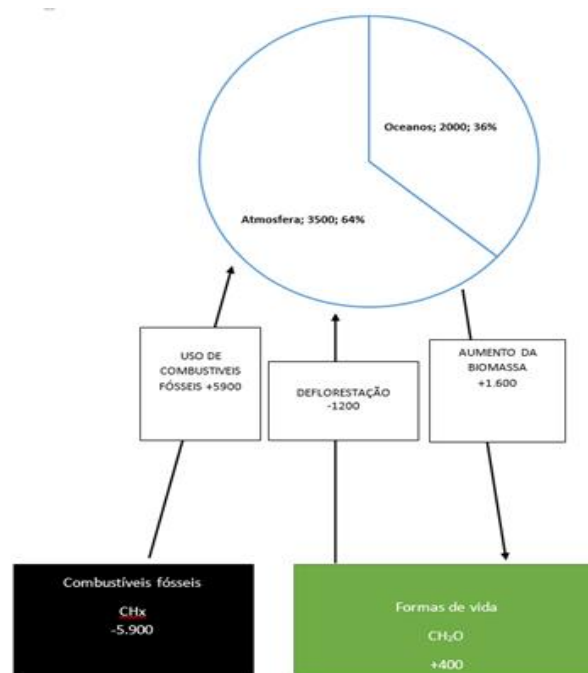 Oceanos; 2000; 36%
Atmosfera; 3500; 64%
USO DE
COMBUSTIVEIS
FÓSSEIS +5900
DEFLORESTAÇÃO
-1200
AUMENTO DA
BIOMASSA
+1.600
Combustíveis fósseis
CHx
-5.900
Formas de vida
CH₂O
+400